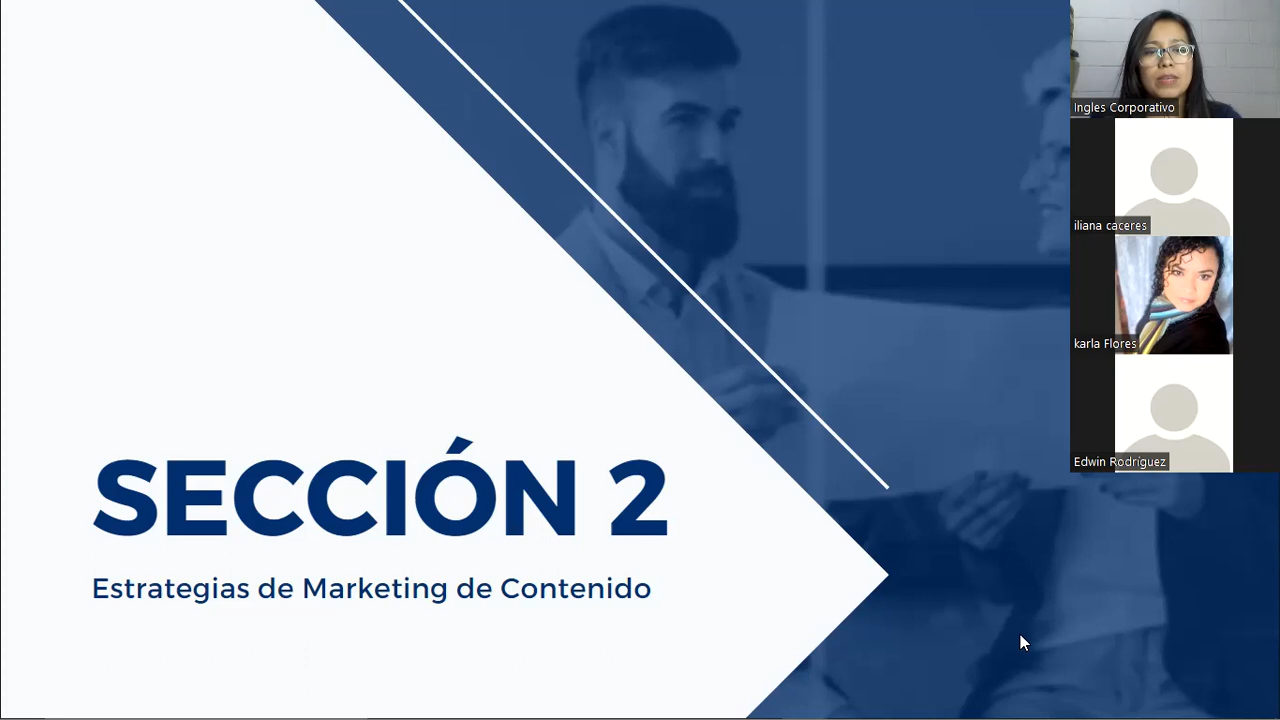 SECCIÓN 2
Estrategias de Marketing de Contenido
Ingles Corporativo
iliana caceres
karla Flores
Edwin Rodríguez